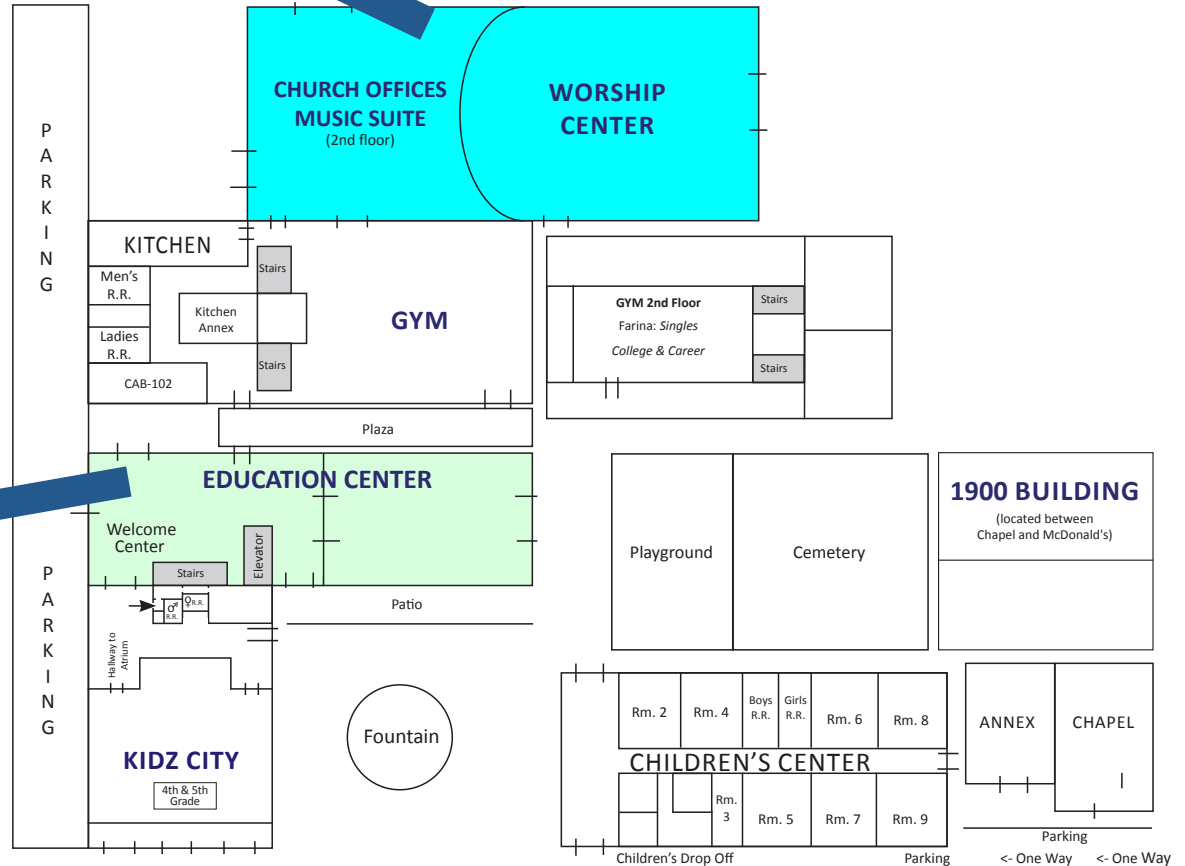 CHURCH OFFICES
MUSIC SUITE
(2nd floor)
WORSHIP
CENTER
PARKING
KITCHEN
Men’s
R.R.
Ladies
R.R.
CAB-102
Kitchen
Annex
Stairs
Stairs
GYM
GYM 2nd Floor
Farina: Singles
College & Career
Stairs
Stairs
Plaza
EDUCATION CENTER
Welcome
Center
Stairs
Elevator
♂
R.R.
♀R.R.
Patio
Hallway to
Atrium
PARKING
KIDZ CITY
4th & 5th
Grade
Fountain
Playground
Cemetery
1900 BUILDING
(located between
Chapel and McDonald's)
Rm. 2
Rm. 4
Boys
R.R.
Girls
R.R.
Rm. 6
Rm. 8
CHILDREN’S CENTER
Rm.
3
Rm. 5
Rm. 7
Rm. 9
Children’s Drop Off
Parking
ANNEX
CHAPEL
Parking
<- One Way
<- One Way